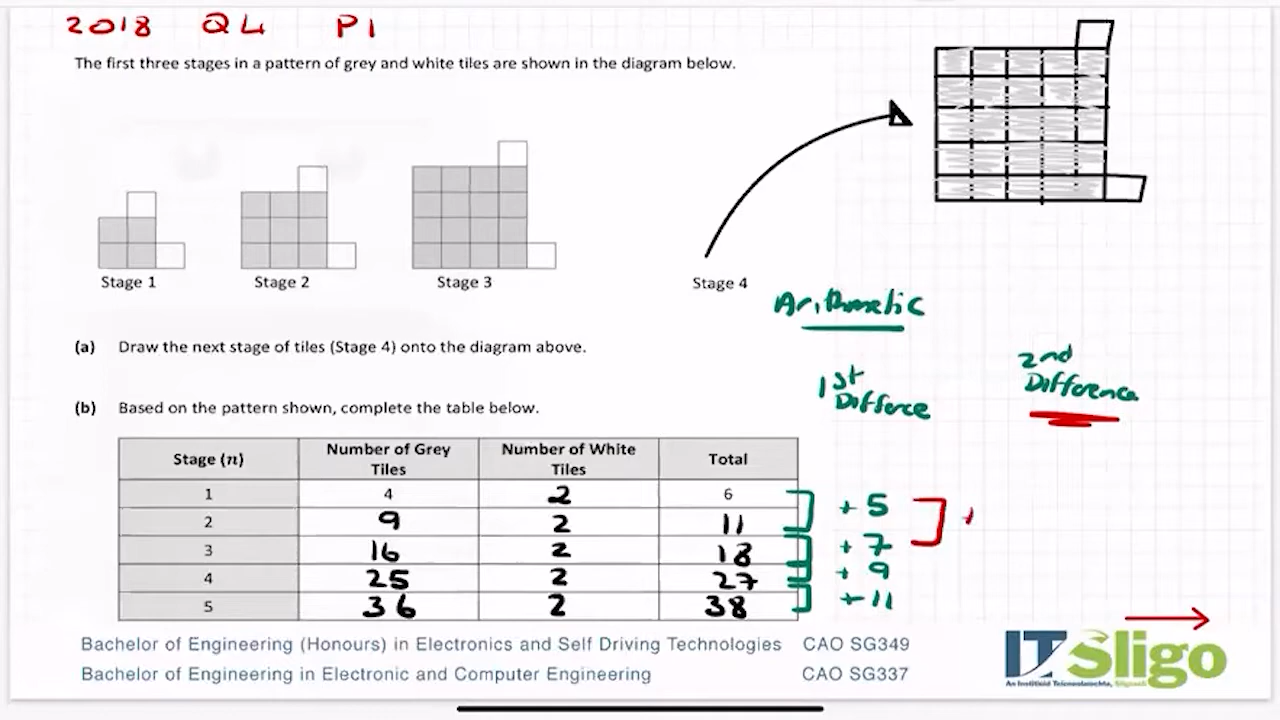 2018 Q4 P1
The first three stages in a pattern of grey and white tiles are shown in the diagram below.
Stage 1 Stage 2 Stage 3 Stage 4
Arithmetic
(a) Draw the next stage of tiles (Stage 4) onto the diagram above.
1st Differce
2nd Difference
(b) Based on the pattern shown, complete the table below.
Stage (n) Number of Grey Tiles Number of White Tiles Total
1 4 2 6
2 9 2 11
3 16 2 18
4 25 2 27
5 36 2 38
+ 5
+ 7
+ 9
+ 11
+
Bachelor of Engineering (Honours) in Electronics and Self Driving Technologies CAO SG349
Bachelor of Engineering in Electronic and Computer Engineering CAO SG337
IT Sligo
An Institiúid Teicneolaíochta, Sligeach